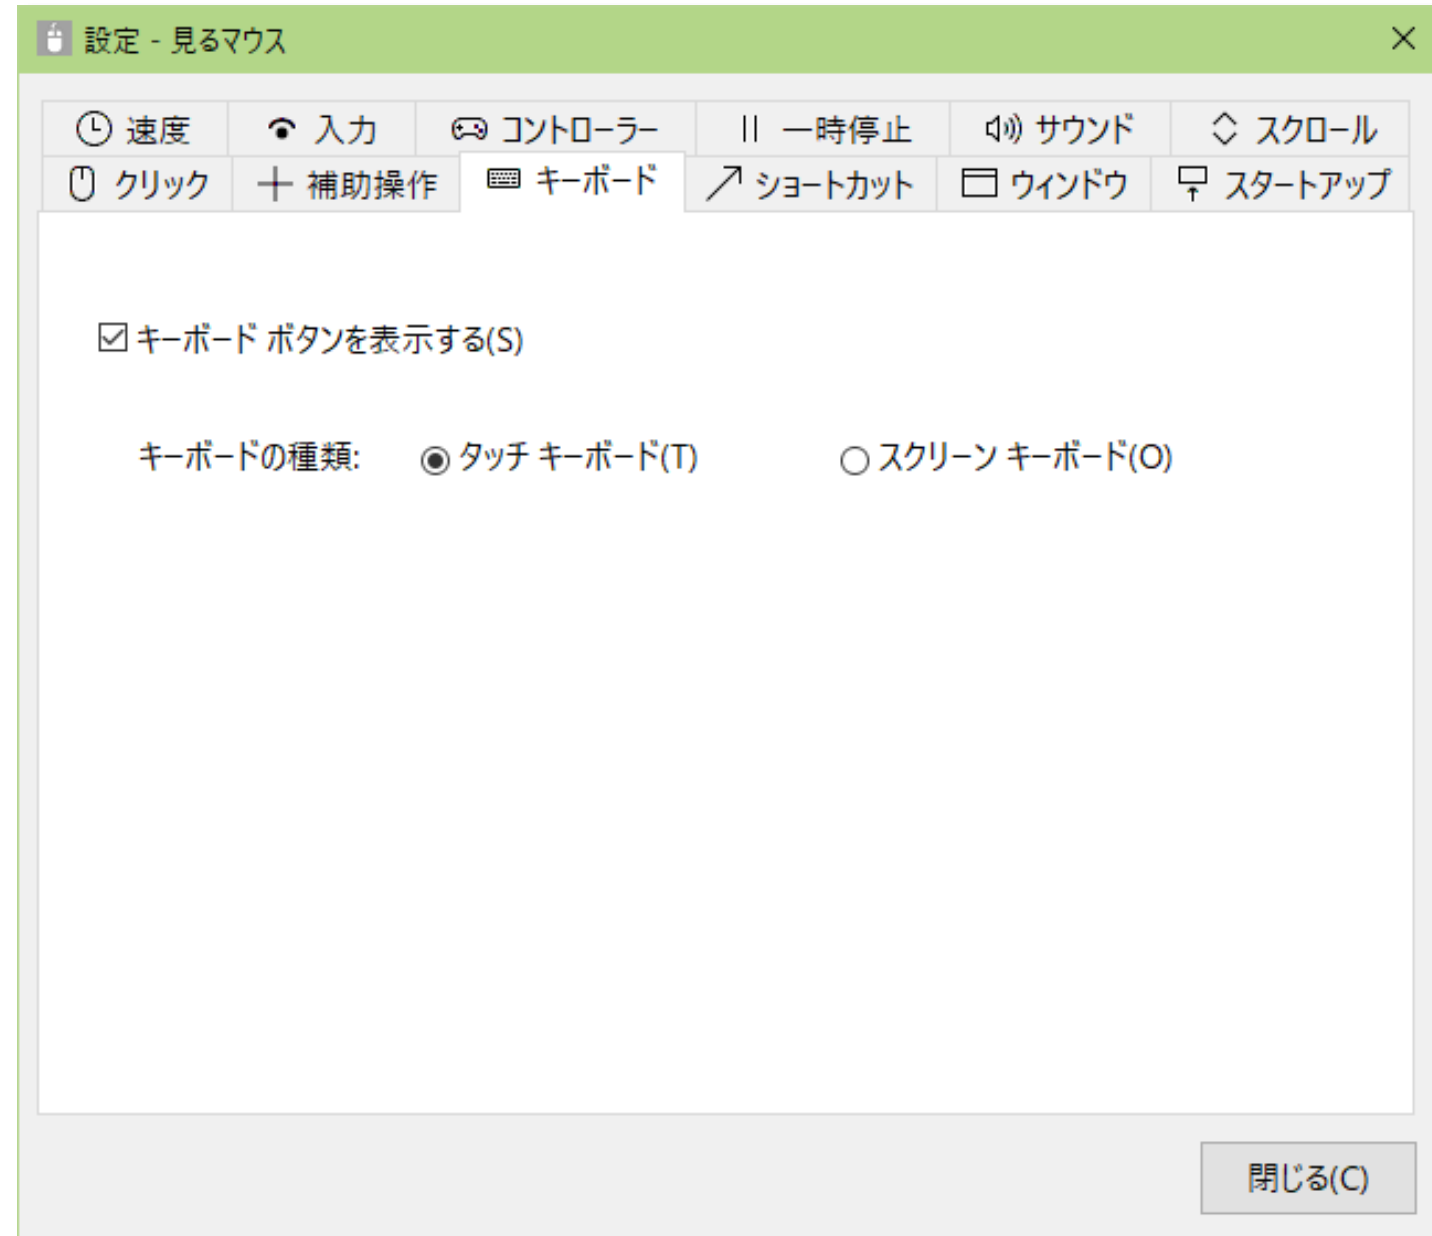 設定 - 見るマウス
速度 入力 コントローラー 一時停止 サウンド スクロール
クリック 補助操作 キーボード ショートカット ウィンドウ スタートアップ
キーボード ボタンを表示する(S)
キーボードの種類: タッチ キーボード(T) スクリーン キーボード(O)
閉じる(C)